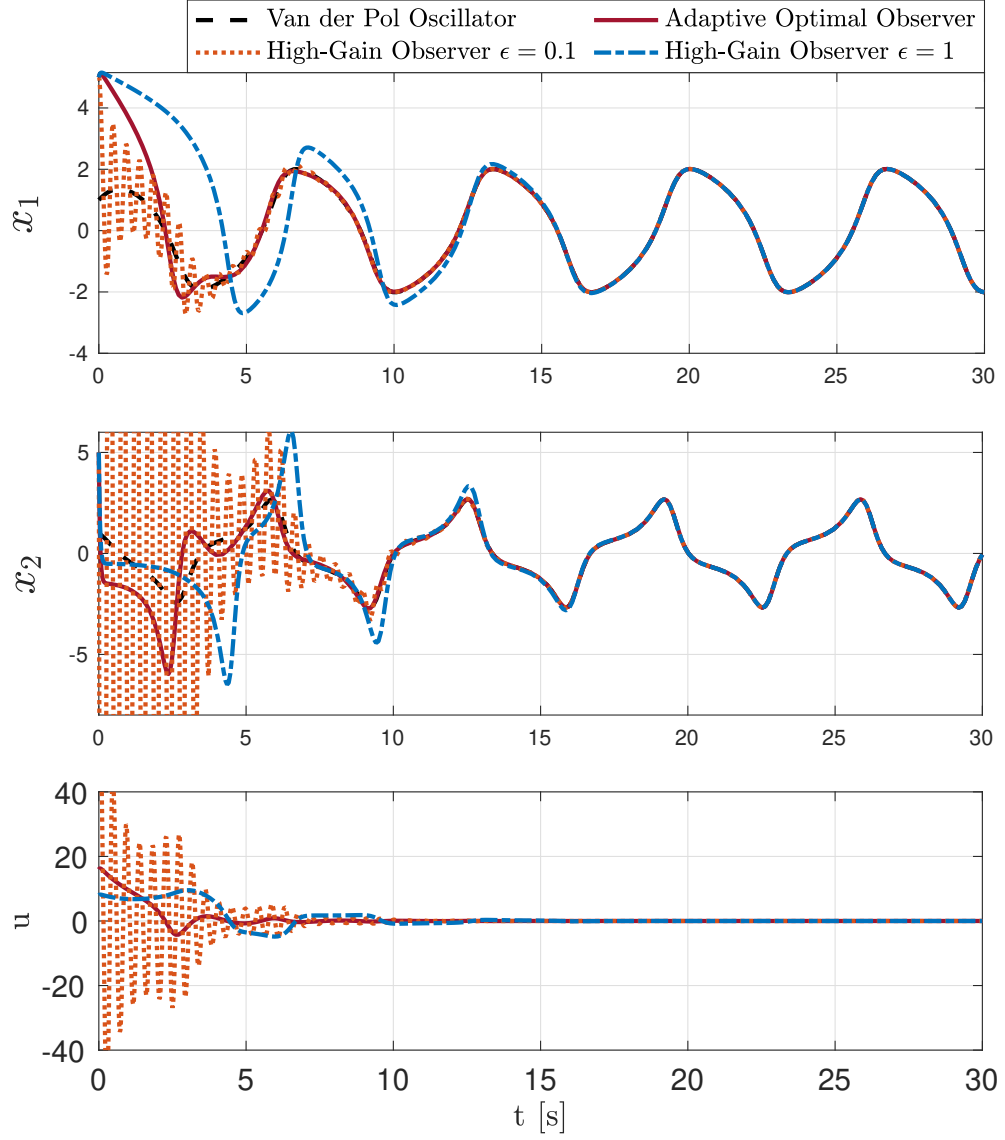 Van der Pol Oscillator Adaptive Optimal Observer
High-Gain Observer ϵ = 0.1 High-Gain Observer ϵ = 1
4
2
0
-2
-4
x₁
0 5 10 15 20 25 30
5
0
-5
x₂
0 5 10 15 20 25 30
40
20
0
-20
-40
u
0 5 10 15 20 25 30
t [s]